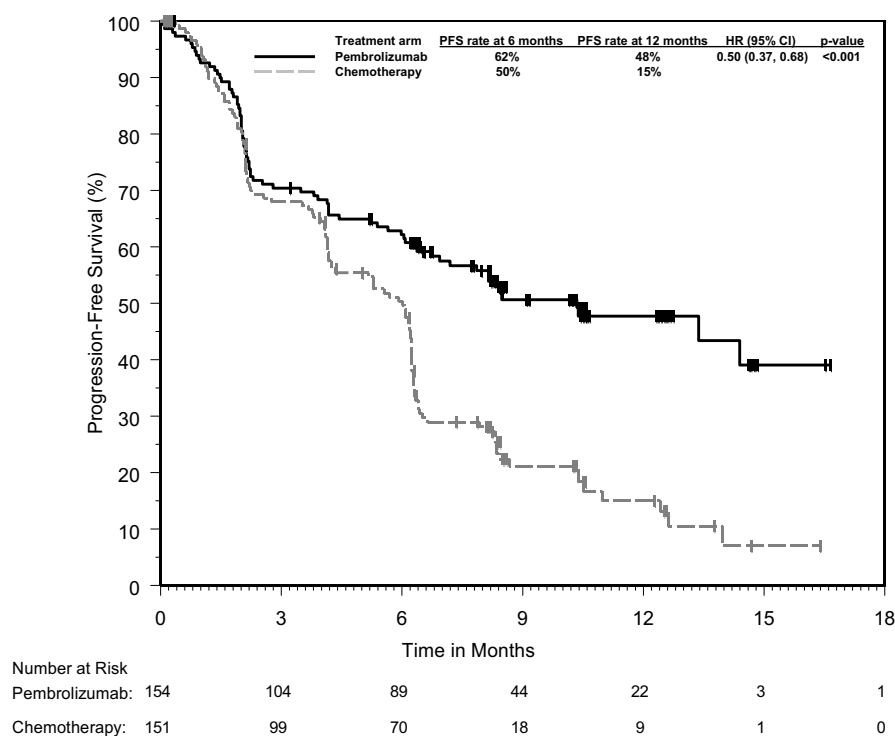 Treatment arm PFS rate at 6 months PFS rate at 12 months HR (95% CI) p-value
Pembrolizumab 62% 48% 0.50 (0.37, 0.68) <0.001
Chemotherapy 50% 15%
Progression-Free Survival (%)
100
90
80
70
60
50
40
30
20
10
0
0 3 6 9 12 15 18
Time in Months
Number at Risk
Pembrolizumab: 154 104 89 44 22 3 1
Chemotherapy: 151 99 70 18 9 1 0